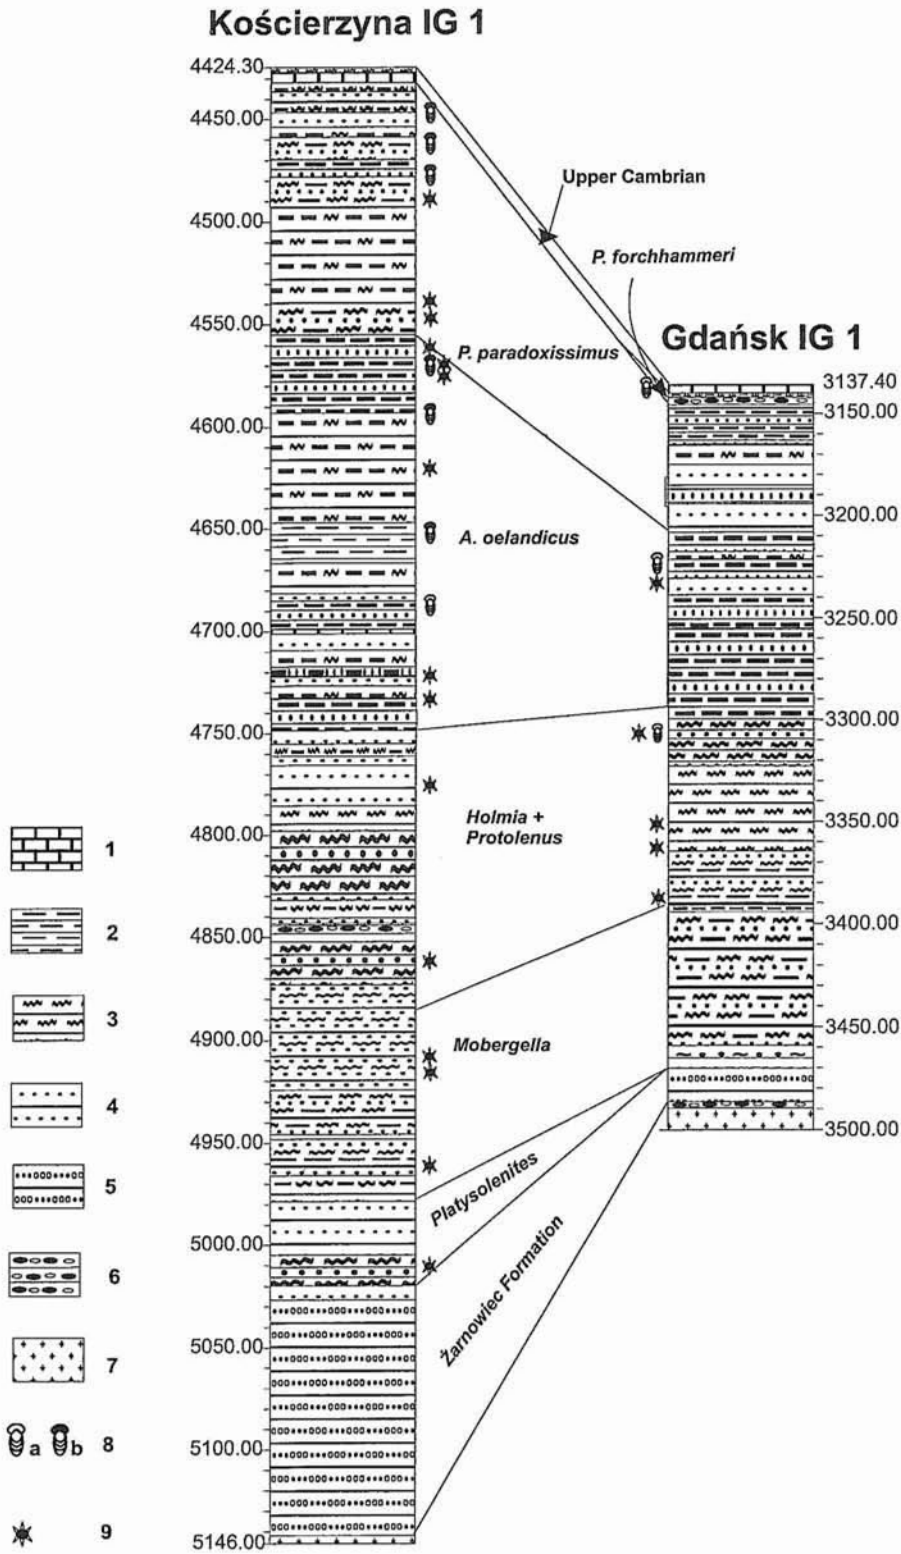 Kościerzyna IG 1
4424.30
4450.00
4500.00
4550.00
4600.00
4650.00
4700.00
4750.00
4800.00
4850.00
4900.00
4950.00
5000.00
5050.00
5100.00
5146.00
Upper Cambrian
P. forchhammeri
P. paradoxissimus
A. oelandicus
Holmia +
Protolenus
Mobergella
Platysolenites
Żarnowiec Formation
Gdańsk IG 1
3137.40
3150.00
3200.00
3250.00
3300.00
3350.00
3400.00
3450.00
3500.00
1
2
3
4
5
6
7
a b 8
9